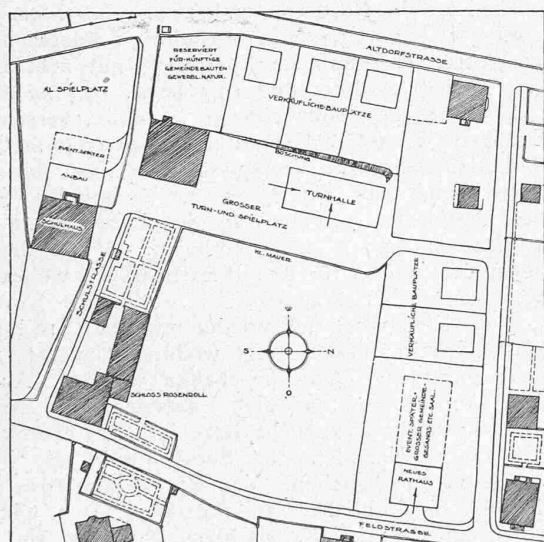 RESERVIERT
FÜR KÜNFTIGE
GEMEINDEBAUTEN
GEWERBL. NATUR.
ALTDORFSTRASSE
KL. SPIELPLATZ
VERKÄUFLICHE BAUPLÄTZE
EVENT. SPÄTER
ANBAU
BÖSCHUNG
TURNHALLE
GROSSER
TURN- UND SPIELPLATZ
SCHULHAUS
KL. MAUER
SCHULSTRASSE
VERKÄUFLICHE BAUPLÄTZE
S
N
O
SCHLOSS ROSENROLL
EVENT. SPÄTER.
GROSSER GEMEINDE-
GESANGS ETC. SAAL.
NEUES
RATHAUS
FELDSTRASSE.